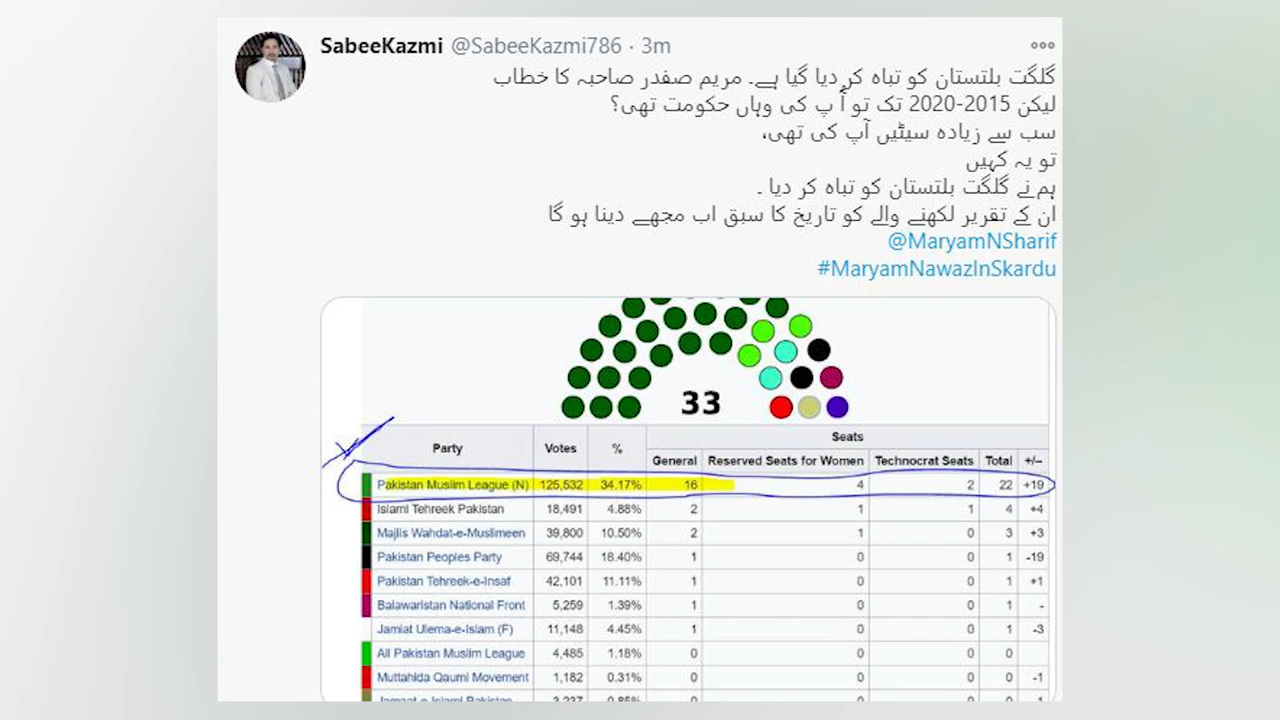 SabeeKazmi @SabeeKazmi786 · 3m
گلگت بلتستان کو تباہ کر دیا گیا ہے۔ مریم صفدر صاحبہ کا خطاب
لیکن 2015-2020 تک تو آپ کی وہاں حکومت تھی؟
سب سے زیادہ سیٹیں آپ کی تھی،
تو یہ کہیں
ہم نے گلگت بلتستان کو تباہ کر دیا ۔
ان کے تقریر لکھنے والے کو تاریخ کا سبق اب مجھے دینا ہو گا
@MaryamNSharif
#MaryamNawazInSkardu
33
Party Votes % Seats
General Reserved Seats for Women Technocrat Seats Total +/–
Pakistan Muslim League (N) 125,532 34.17% 16 4 2 22 +19
Islami Tehreek Pakistan 18,491 4.88% 2 1 1 4 +4
Majlis Wahdat-e-Muslimeen 39,800 10.50% 2 1 0 3 +3
Pakistan Peoples Party 69,744 18.40% 1 0 0 1 -19
Pakistan Tehreek-e-Insaf 42,101 11.11% 1 0 0 1 +1
Balawaristan National Front 5,259 1.39% 1 0 0 1 -
Jamiat Ulema-e-Islam (F) 11,148 4.45% 1 0 0 1 -3
All Pakistan Muslim League 4,485 1.18% 0 0 0 0
Muttahida Qaumi Movement 1,182 0.31% 0 0 0 0 -1
Jamaat-e-Islami Pakistan